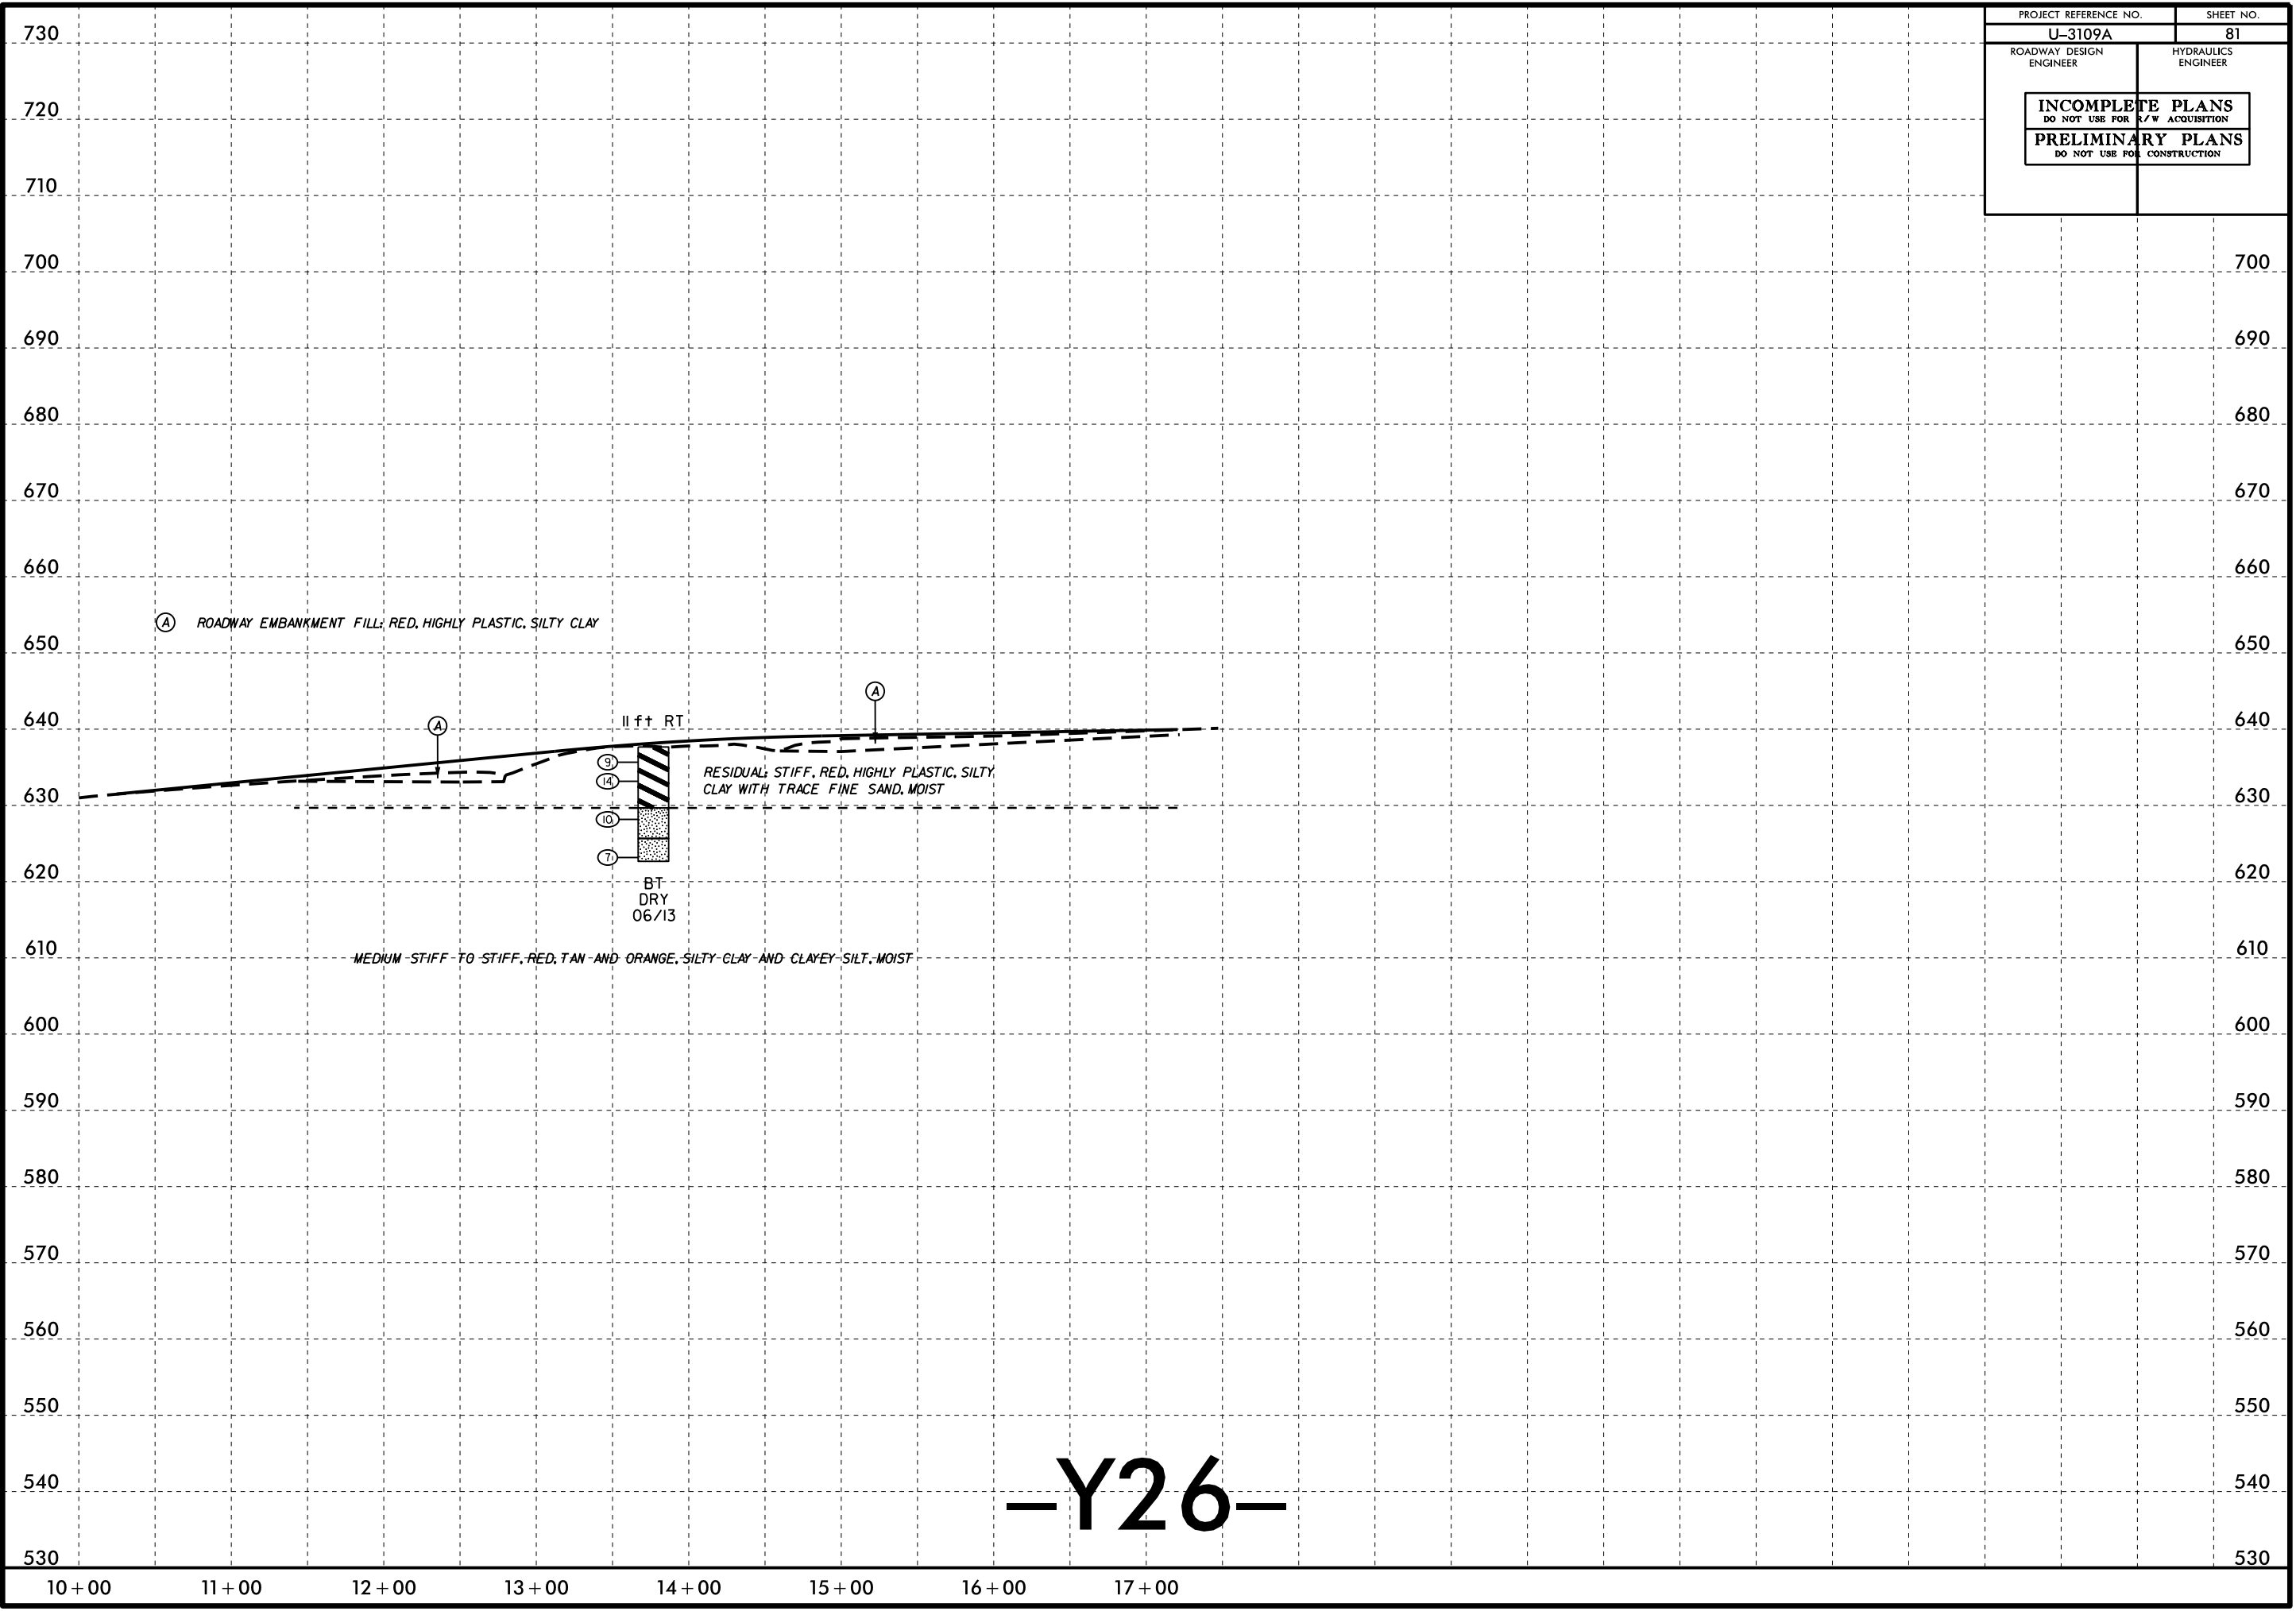 PROJECT REFERENCE NO. SHEET NO.
U–3109A 81
ROADWAY DESIGN ENGINEER
HYDRAULICS ENGINEER
INCOMPLETE PLANS
DO NOT USE FOR R/W ACQUISITION
PRELIMINARY PLANS
DO NOT USE FOR CONSTRUCTION
730
720
710
700 700
690 690
680 680
670 670
660 660
A ROADWAY EMBANKMENT FILL: RED, HIGHLY PLASTIC, SILTY CLAY
650 650
A
640 640
A
11 ft RT
9
14
RESIDUAL: STIFF, RED, HIGHLY PLASTIC, SILTY
CLAY WITH TRACE FINE SAND, MOIST
630 630
10
7
620 620
BT
DRY
06/13
610 610
MEDIUM STIFF TO STIFF, RED, TAN AND ORANGE, SILTY CLAY AND CLAYEY SILT, MOIST
600 600
590 590
580 580
570 570
560 560
550 550
540 540
–Y26–
530 530
10+00 11+00 12+00 13+00 14+00 15+00 16+00 17+00